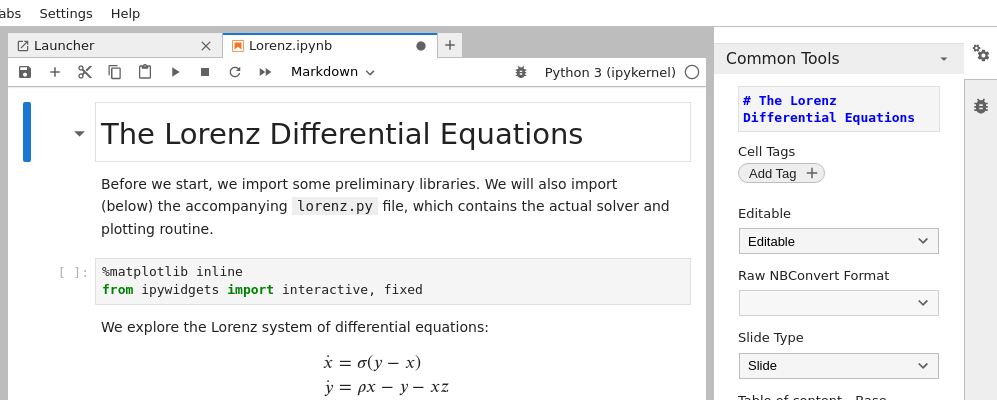 abs Settings Help
Launcher
Lorenz.ipynb
Markdown
Python 3 (ipykernel)
The Lorenz Differential Equations
Before we start, we import some preliminary libraries. We will also import
(below) the accompanying lorenz.py file, which contains the actual solver and
plotting routine.
[ ]:
%matplotlib inline
from ipywidgets import interactive, fixed
We explore the Lorenz system of differential equations:
ẋ = σ(y − x)
ẏ = ρx − y − xz
Common Tools
# The Lorenz
Differential Equations
Cell Tags
Add Tag +
Editable
Editable
Raw NBConvert Format
Slide Type
Slide
Table of content - Base